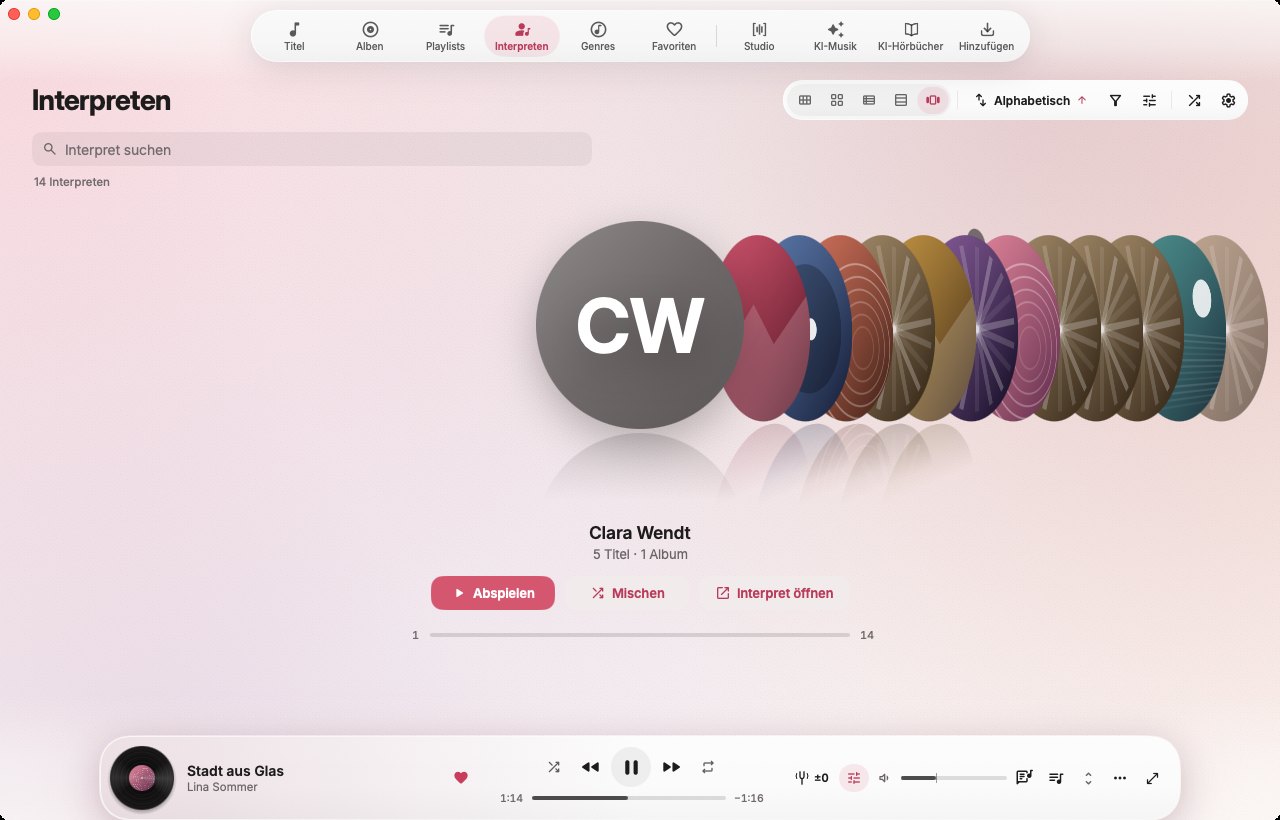 Titel
Alben
Playlists
Interpreten
Genres
Favoriten
Studio
KI-Musik
KI-Hörbücher
Hinzufügen
Interpreten
Alphabetisch
Interpret suchen
14 Interpreten
CW
Clara Wendt
5 Titel · 1 Album
Abspielen
Mischen
Interpret öffnen
1
14
Stadt aus Glas
Lina Sommer
1:14
−1:16
±0